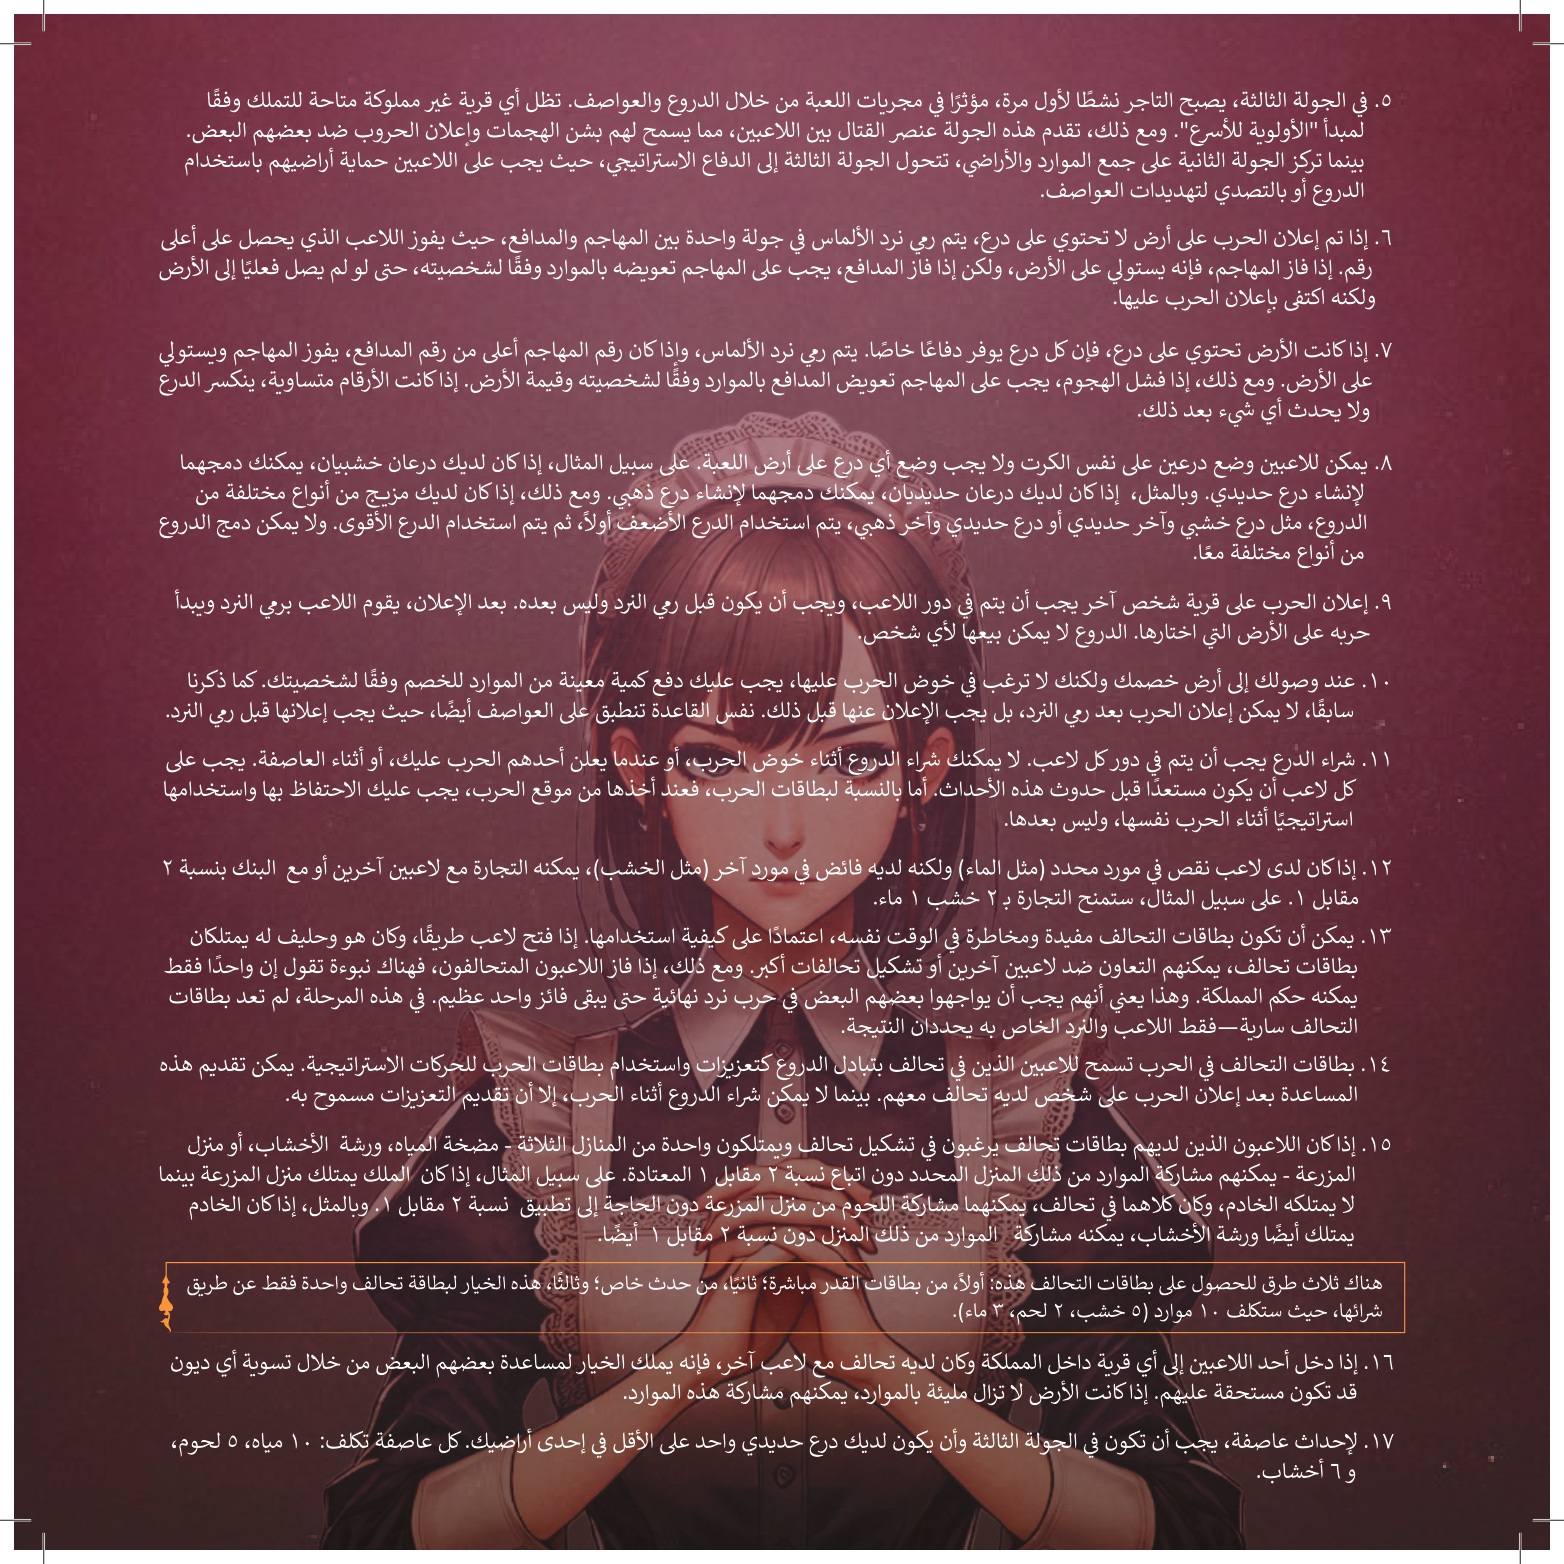 ٥. في الجولة الثالثة، يصبح التاجر نشطًا لأول مرة، مؤثرًا في مجريات اللعبة من خلال الدروع والعواصف. تظل أي قرية غير مملوكة متاحة للتملك وفقًا
لمبدأ "الأولوية للأسرع". ومع ذلك، تقدم هذه الجولة عنصر القتال بين اللاعبين، مما يسمح لهم بشن الهجمات وإعلان الحروب ضد بعضهم البعض.
بينما تركز الجولة الثانية على جمع الموارد والأراضي، تتحول الجولة الثالثة إلى الدفاع الاستراتيجي، حيث يجب على اللاعبين حماية أراضيهم باستخدام
الدروع أو بالتصدي لتهديدات العواصف.
٦. إذا تم إعلان الحرب على أرض لا تحتوي على درع، يتم رمي نرد الألماس في جولة واحدة بين المهاجم والمدافع، حيث يفوز اللاعب الذي يحصل على أعلى
رقم. إذا فاز المهاجم، فإنه يستولي على الأرض، ولكن إذا فاز المدافع، يجب على المهاجم تعويضه بالموارد وفقًا لشخصيته، حتى لو لم يصل فعليًا إلى الأرض
ولكنه اكتفى بإعلان الحرب عليها.
٧. إذا كانت الأرض تحتوي على درع، فإن كل درع يوفر دفاعًا خاصًا. يتم رمي نرد الألماس، وإذا كان رقم المهاجم أعلى من رقم المدافع، يفوز المهاجم ويستولي
على الأرض. ومع ذلك، إذا فشل الهجوم، يجب على المهاجم تعويض المدافع بالموارد وفقًا لشخصيته وقيمة الأرض. إذا كانت الأرقام متساوية، ينكسر الدرع
ولا يحدث أي شيء بعد ذلك.
٨. يمكن للاعبين وضع درعين على نفس الكرت ولا يجب وضع أي درع على أرض اللعبة. على سبيل المثال، إذا كان لديك درعان خشبيان، يمكنك دمجهما
لإنشاء درع حديدي. وبالمثل، إذا كان لديك درعان حديديان، يمكنك دمجهما لإنشاء درع ذهبي. ومع ذلك، إذا كان لديك مزيج من أنواع مختلفة من
الدروع، مثل درع خشبي وآخر حديدي أو درع حديدي وآخر ذهبي، يتم استخدام الدرع الأضعف أولاً، ثم يتم استخدام الدرع الأقوى. ولا يمكن دمج الدروع
من أنواع مختلفة معًا.
٩. إعلان الحرب على قرية شخص آخر يجب أن يتم في دور اللاعب، ويجب أن يكون قبل رمي النرد وليس بعده. بعد الإعلان، يقوم اللاعب برمي النرد ويبدأ
حربه على الأرض التي اختارها. الدروع لا يمكن بيعها لأي شخص.
١٠. عند وصولك إلى أرض خصمك ولكنك لا ترغب في خوض الحرب عليها، يجب عليك دفع كمية معينة من الموارد للخصم وفقًا لشخصيتك. كما ذكرنا
سابقًا، لا يمكن إعلان الحرب بعد رمي النرد، بل يجب الإعلان عنها قبل ذلك. نفس القاعدة تنطبق على العواصف أيضًا، حيث يجب إعلانها قبل رمي النرد.
١١. شراء الدرع يجب أن يتم في دور كل لاعب. لا يمكنك شراء الدروع أثناء خوض الحرب، أو عندما يعلن أحدهم الحرب عليك، أو أثناء العاصفة. يجب على
كل لاعب أن يكون مستعدًا قبل حدوث هذه الأحداث. أما بالنسبة لبطاقات الحرب، فعند أخذها من موقع الحرب، يجب عليك الاحتفاظ بها واستخدامها
استراتيجيًا أثناء الحرب نفسها، وليس بعدها.
١٢. إذا كان لدى لاعب نقص في مورد محدد (مثل الماء) ولكنه لديه فائض في مورد آخر (مثل الخشب)، يمكنه التجارة مع لاعبين آخرين أو مع البنك بنسبة ٢
مقابل ١. على سبيل المثال، ستمنح التجارة بـ ٢ خشب ١ ماء.
١٣. يمكن أن تكون بطاقات التحالف مفيدة ومخاطرة في الوقت نفسه، اعتمادًا على كيفية استخدامها. إذا فتح لاعب طريقًا، وكان هو وحليف له يمتلكان
بطاقات تحالف، يمكنهم التعاون ضد لاعبين آخرين أو تشكيل تحالفات أكبر. ومع ذلك، إذا فاز اللاعبون المتحالفون، فهناك نبوءة تقول إن واحدًا فقط
يمكنه حكم المملكة. وهذا يعني أنهم يجب أن يواجهوا بعضهم البعض في حرب نرد نهائية حتى يبقى فائز واحد عظيم. في هذه المرحلة، لم تعد بطاقات
التحالف سارية—فقط اللاعب والنرد الخاص به يحددان النتيجة.
١٤. بطاقات التحالف في الحرب تسمح للاعبين الذين في تحالف بتبادل الدروع كتعزيزات واستخدام بطاقات الحرب للحركات الاستراتيجية. يمكن تقديم هذه
المساعدة بعد إعلان الحرب على شخص لديه تحالف معهم. بينما لا يمكن شراء الدروع أثناء الحرب، إلا أن تقديم التعزيزات مسموح به.
١٥. إذا كان اللاعبون الذين لديهم بطاقات تحالف يرغبون في تشكيل تحالف ويمتلكون واحدة من المنازل الثلاثة - مضخة المياه، ورشة الأخشاب، أو منزل
المزرعة - يمكنهم مشاركة الموارد من ذلك المنزل المحدد دون اتباع نسبة ٢ مقابل ١ المعتادة. على سبيل المثال، إذا كان الملك يمتلك منزل المزرعة بينما
لا يمتلكه الخادم، وكان كلاهما في تحالف، يمكنهما مشاركة اللحوم من منزل المزرعة دون الحاجة إلى تطبيق نسبة ٢ مقابل ١. وبالمثل، إذا كان الخادم
يمتلك أيضًا ورشة الأخشاب، يمكنه مشاركة الموارد من ذلك المنزل دون نسبة ٢ مقابل ١ أيضًا.
هناك ثلاث طرق للحصول على بطاقات التحالف هذه: أولاً، من بطاقات القدر مباشرة؛ ثانيًا، من حدث خاص؛ وثالثًا، هذه الخيار لبطاقة تحالف واحدة فقط عن طريق
شرائها، حيث ستكلف ١٠ موارد (٥ خشب، ٢ لحم، ٣ ماء).
١٦. إذا دخل أحد اللاعبين إلى أي قرية داخل المملكة وكان لديه تحالف مع لاعب آخر، فإنه يملك الخيار لمساعدة بعضهم البعض من خلال تسوية أي ديون
قد تكون مستحقة عليهم. إذا كانت الأرض لا تزال مليئة بالموارد، يمكنهم مشاركة هذه الموارد.
١٧. لإحداث عاصفة، يجب أن تكون في الجولة الثالثة وأن يكون لديك درع حديدي واحد على الأقل في إحدى أراضيك. كل عاصفة تكلف: ١٠ مياه، ٥ لحوم،
و ٦ أخشاب.